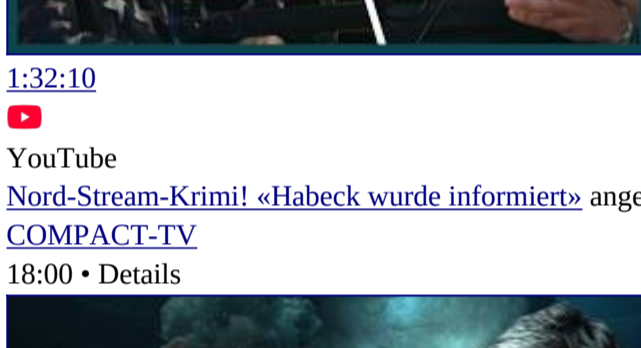 1:32:10
YouTube
Nord-Stream-Krimi! «Habeck wurde informiert» ange
COMPACT-TV
18:00 • Details